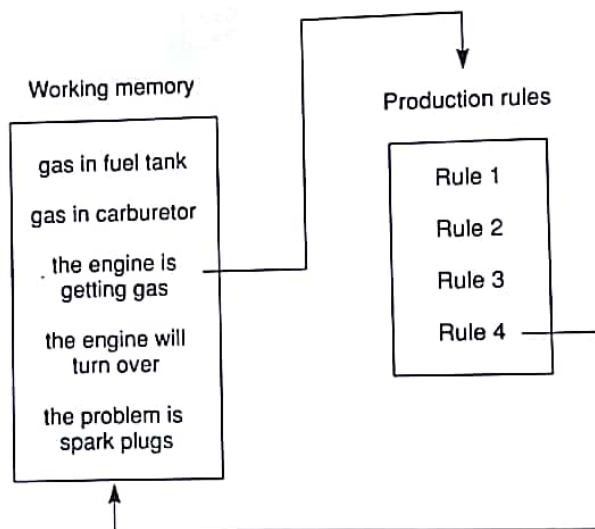 Working memory
gas in fuel tank
gas in carburetor
the engine is
getting gas
the engine will
turn over
the problem is
spark plugs
Production rules
Rule 1
Rule 2
Rule 3
Rule 4